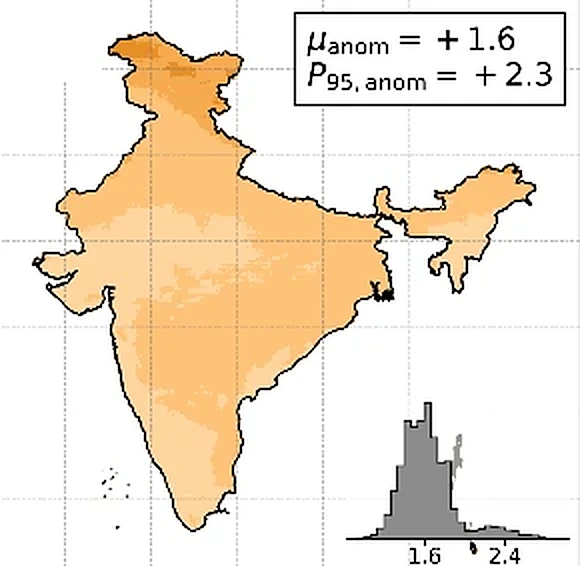 μanom = +1.6
P95, anom = +2.3
1.6 2.4